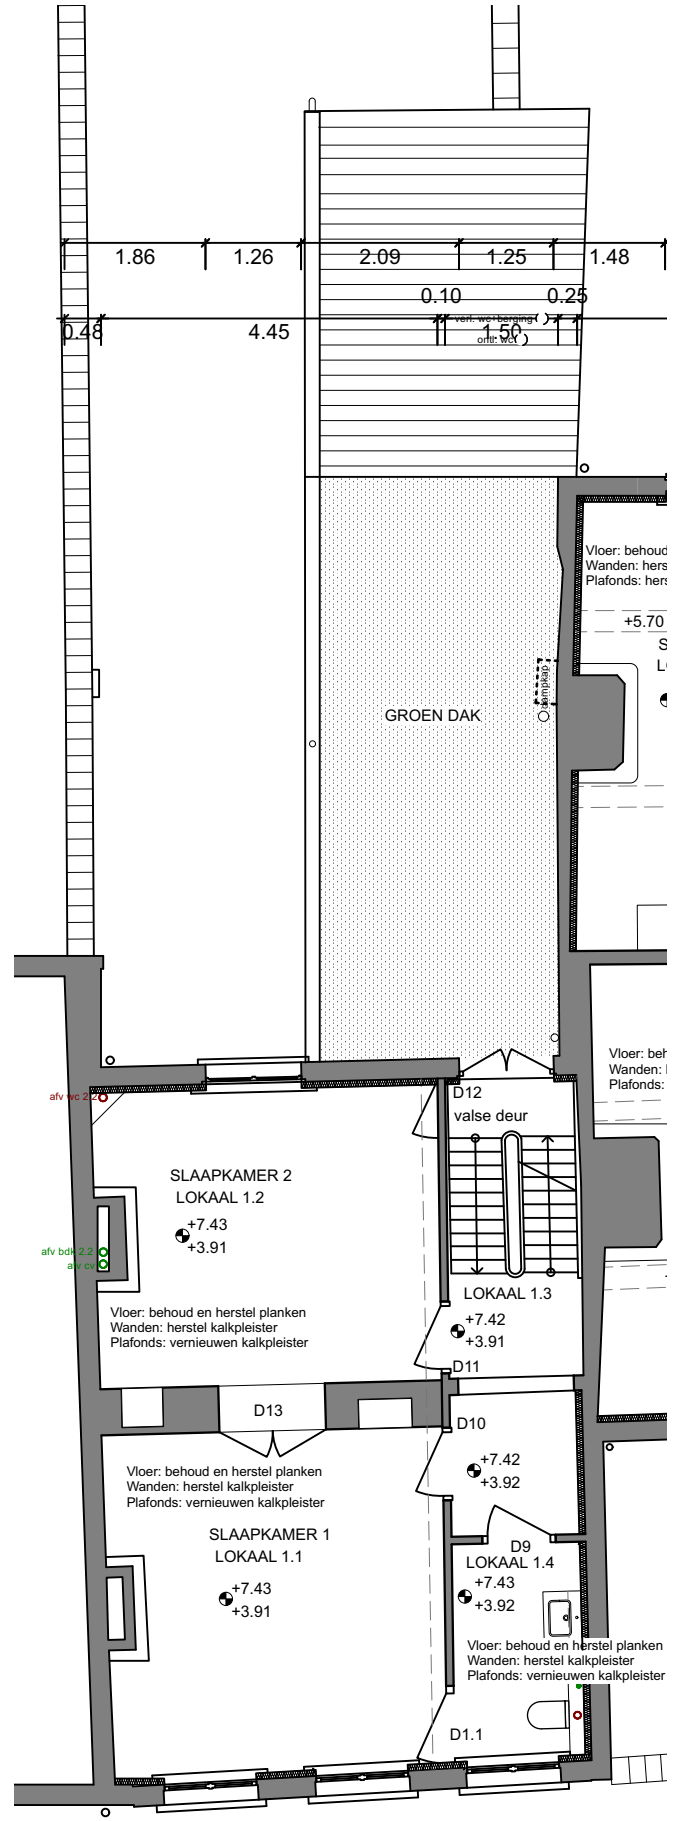 1.86 1.26 2.09 1.25 1.48
0.10 0.25
0.48 4.45 1.50
verl. wc+berging
ontl. wc
Vloer: behoud
Wanden: hers
Plafonds: hers
+5.70
S
L
dampkap
GROEN DAK
Vloer: beh
Wanden:
Plafonds:
afv wc 2.2
D12
valse deur
SLAAPKAMER 2
LOKAAL 1.2
+7.43
+3.91
afv bdk 2.2
afv cv
LOKAAL 1.3
+7.42
+3.91
Vloer: behoud en herstel planken
Wanden: herstel kalkpleister
Plafonds: vernieuwen kalkpleister
D11
D13
D10
+7.42
+3.92
Vloer: behoud en herstel planken
Wanden: herstel kalkpleister
Plafonds: vernieuwen kalkpleister
SLAAPKAMER 1
LOKAAL 1.1
+7.43
+3.91
D9
LOKAAL 1.4
+7.43
+3.92
Vloer: behoud en herstel planken
Wanden: herstel kalkpleister
Plafonds: vernieuwen kalkpleister
D1.1